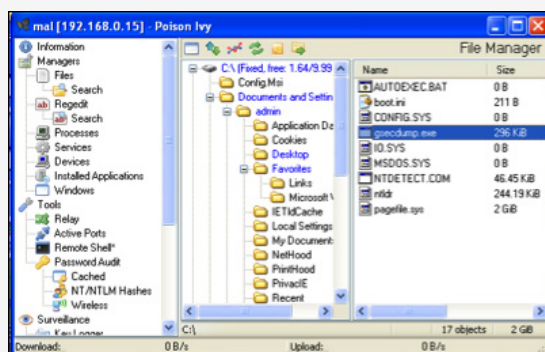 mal [192.168.0.15] - Poison Ivy
Information
Managers
Files
Search
Regedit
Search
Processes
Services
Devices
Installed Applications
Windows
Tools
Relay
Active Ports
Remote Shell*
Password Audit
Cached
NT/NTLM Hashes
Wireless
Surveillance
Key Logger
C:\ (Fixed, free: 1.64/9.99
Config.Msi
Documents and Settin
admin
Application Da
Cookies
Desktop
Favorites
Links
Microsoft
IETldCache
Local Settings
My Document
NetHood
PrintHood
PrivacIE
Recent
File Manager
Name Size
AUTOEXEC.BAT 0 B
boot.ini 211 B
CONFIG.SYS 0 B
gsecdump.exe 296 KiB
IO.SYS 0 B
MSDOS.SYS 0 B
NTDETECT.COM 46.45 KiB
ntldr 244.19 KiB
pagefile.sys 2 GiB
C:\ 17 objects 2 GiB
Download: 0 B/s Upload: 0 B/s